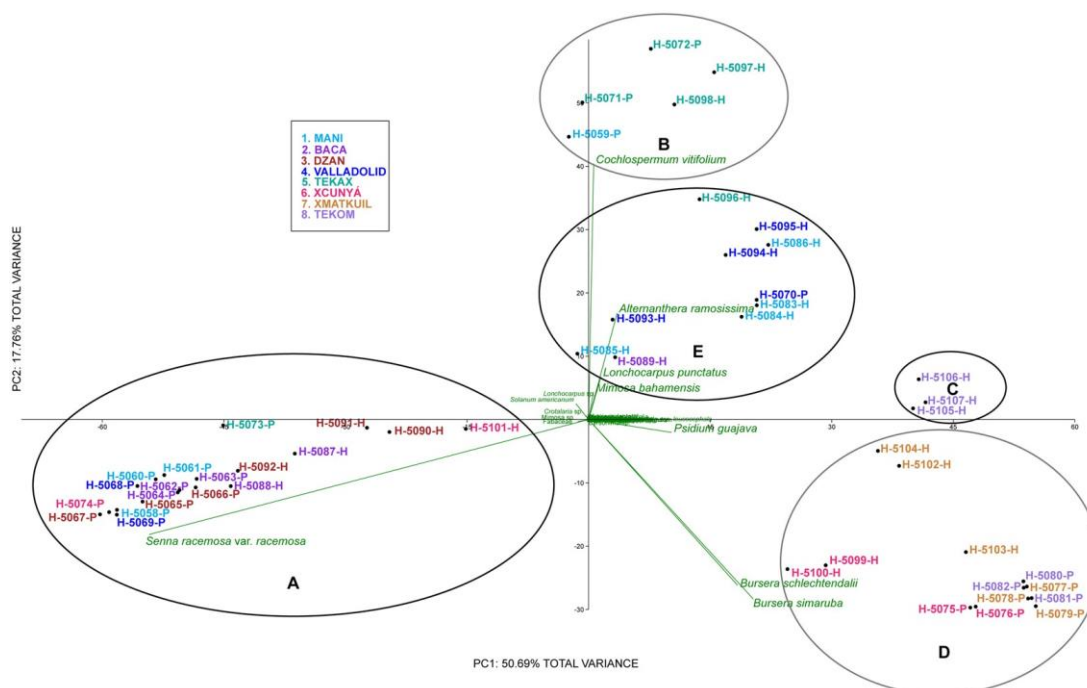 H-5072-P
H-5097-H
H-5071-P
H-5098-H
50
H-5059-P
B
Cochlospermum vitifolium
40
1. MANI
2. BACA
3. DZAN
4. VALLADOLID
5. TEKAX
6. XCUNYÁ
7. XMATKUIL
8. TEKOM
PC2: 17.76% TOTAL VARIANCE
H-5096-H
30
H-5095-H
H-5086-H
H-5094-H
20
H-5070-P
Alternanthera ramosissima
H-5083-H
H-5093-H
H-5084-H
H-5085-H
10
H-5089-H
E
Lonchocarpus punctatus
Mimosa bahamensis
H-5106-H
C
H-5107-H
H-5105-H
Lonchocarpus sp.
Solanum americanum
Crotalaria sp.
Mimosa sp.
Fabaceae
Psidium guajava
-60
30
45
H-5073-P
H-5091-H
H-5090-H
H-5101-H
H-5087-H
H-5061-P
H-5060-P
H-5092-H
H-5068-P
H-5062-P
H-5063-P
H-5064-P
H-5088-H
H-5066-P
H-5065-P
H-5074-P
H-5058-P
H-5067-P
H-5069-P
Senna racemosa var. racemosa
A
H-5104-H
H-5102-H
H-5103-H
-20
H-5099-H
H-5100-H
Bursera schlechtendalii
Bursera simaruba
-30
H-5080-P
H-5082-P
H-5077-P
H-5078-P
H-5081-P
H-5075-P
H-5076-P
H-5079-P
D
-10
PC1: 50.69% TOTAL VARIANCE